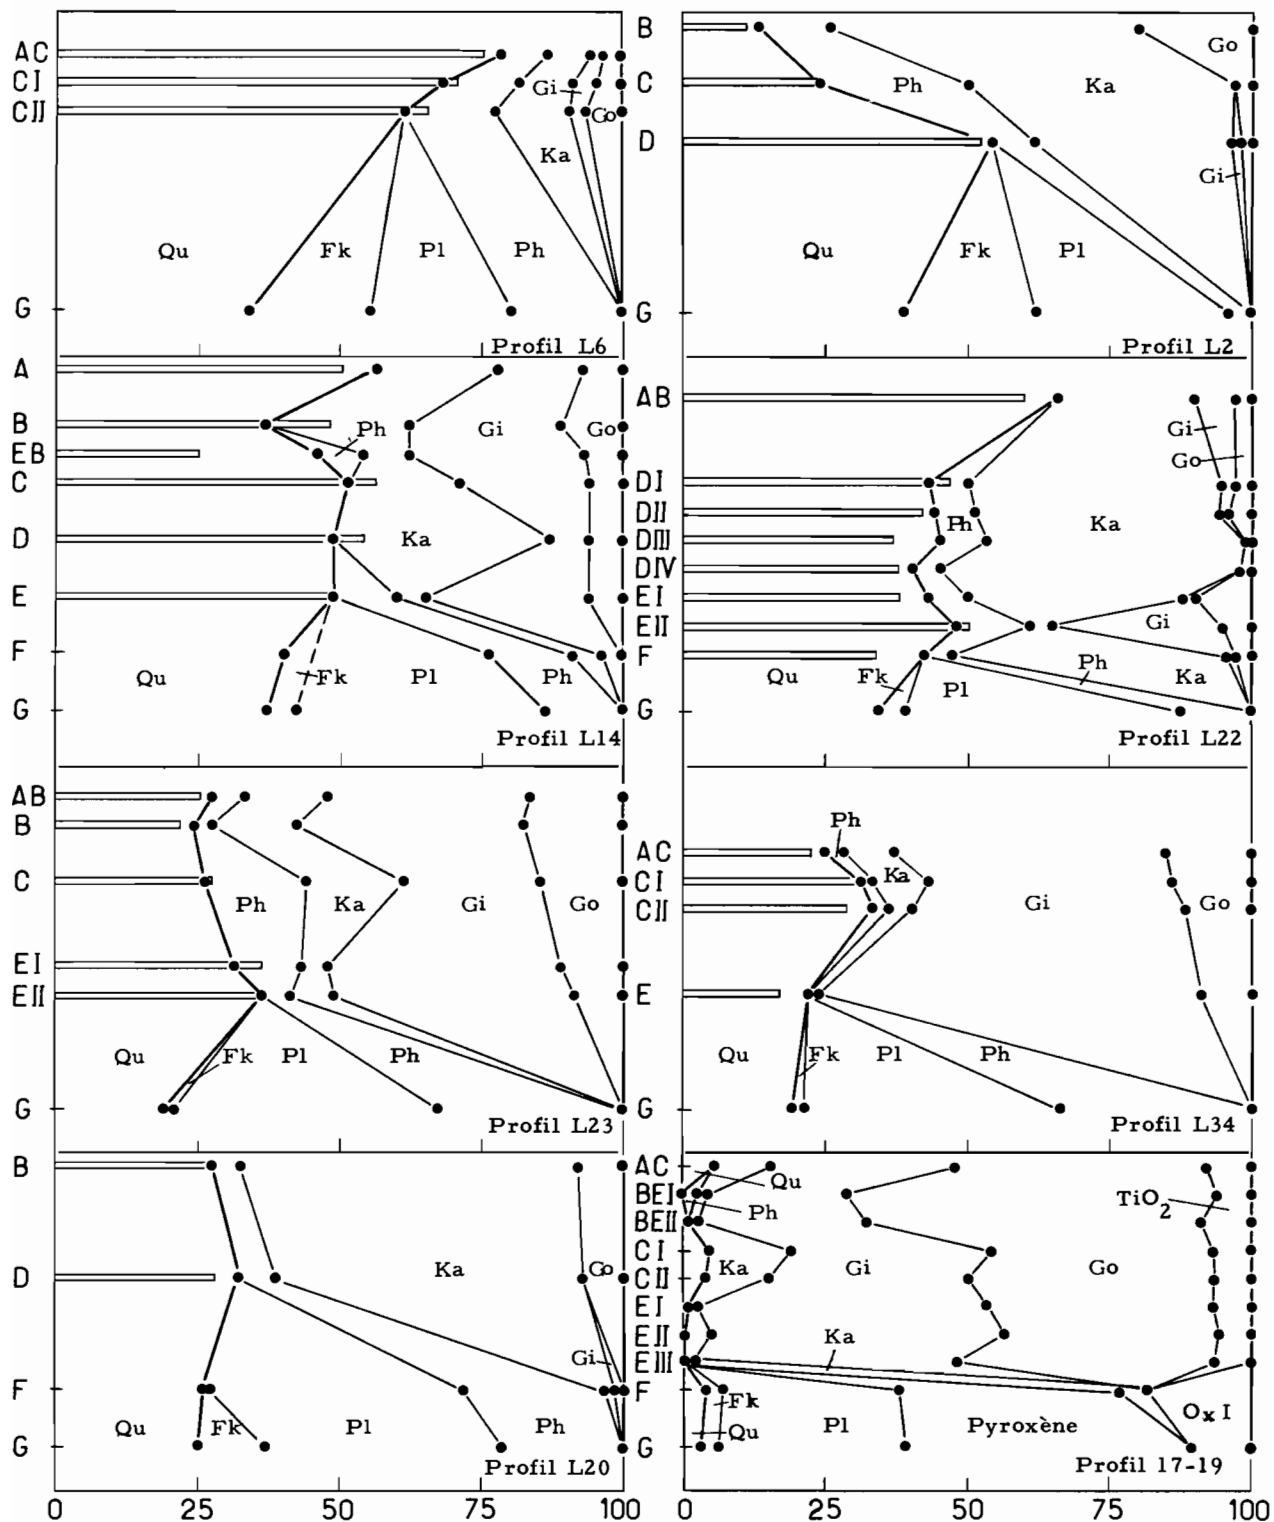 AC
CI
CII
G
Gi
Go
Ka
Qu
Fk
Pl
Ph
Profil L6
B
C
D
G
Go
Ph
Ka
Gi
Qu
Fk
Pl
Profil L2
A
B
EB
C
D
E
F
G
Ph
Gi
Go
Ka
Qu
Fk
Pl
Ph
Profil L14
AB
DI
DII
DIII
DIV
EI
EII
F
G
Gi
Go
Ph
Ka
Gi
Ph
Qu
Fk
Pl
Ka
Profil L22
AB
B
C
EI
EII
G
Ph
Ka
Gi
Go
Qu
Fk
Pl
Ph
Profil L23
AC
CI
CII
E
G
Ph
Ka
Gi
Go
Qu
Fk
Pl
Ph
Profil L34
B
D
F
G
Ka
Go
Gi
Qu
Fk
Pl
Ph
Profil L20
AC
BEI
BEII
CI
CII
EI
EII
EIII
F
G
Qu
Ph
TiO2
Ka
Gi
Go
Ka
Fk
Qu
Pl
Pyroxène
OxI
Profil 17-19
0 25 50 75 100
0 25 50 75 100